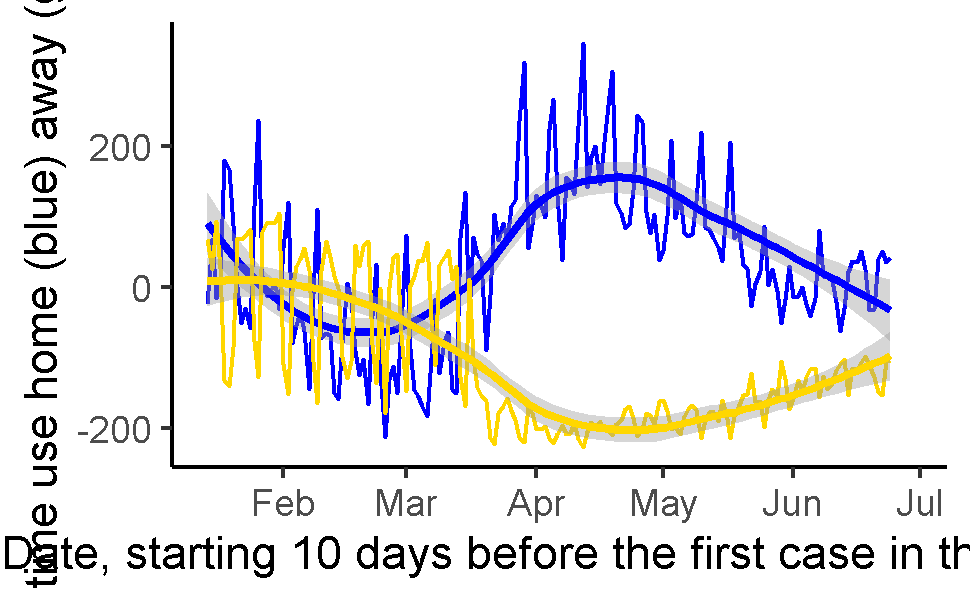 time use home (blue) away (
200
0
-200
Feb Mar Apr May Jun Jul
Date, starting 10 days before the first case in th